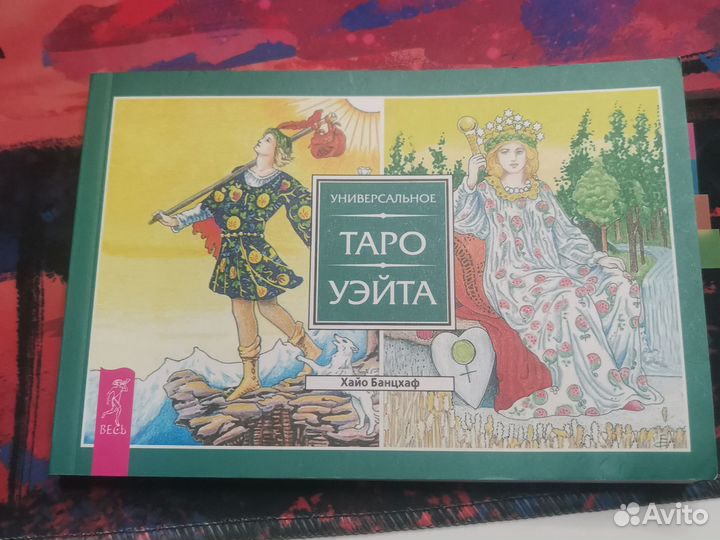 УНИВЕРСАЛЬНОЕ
ТАРО
УЭЙТА
Хайо Банцхаф
ВЕСЬ
Avito